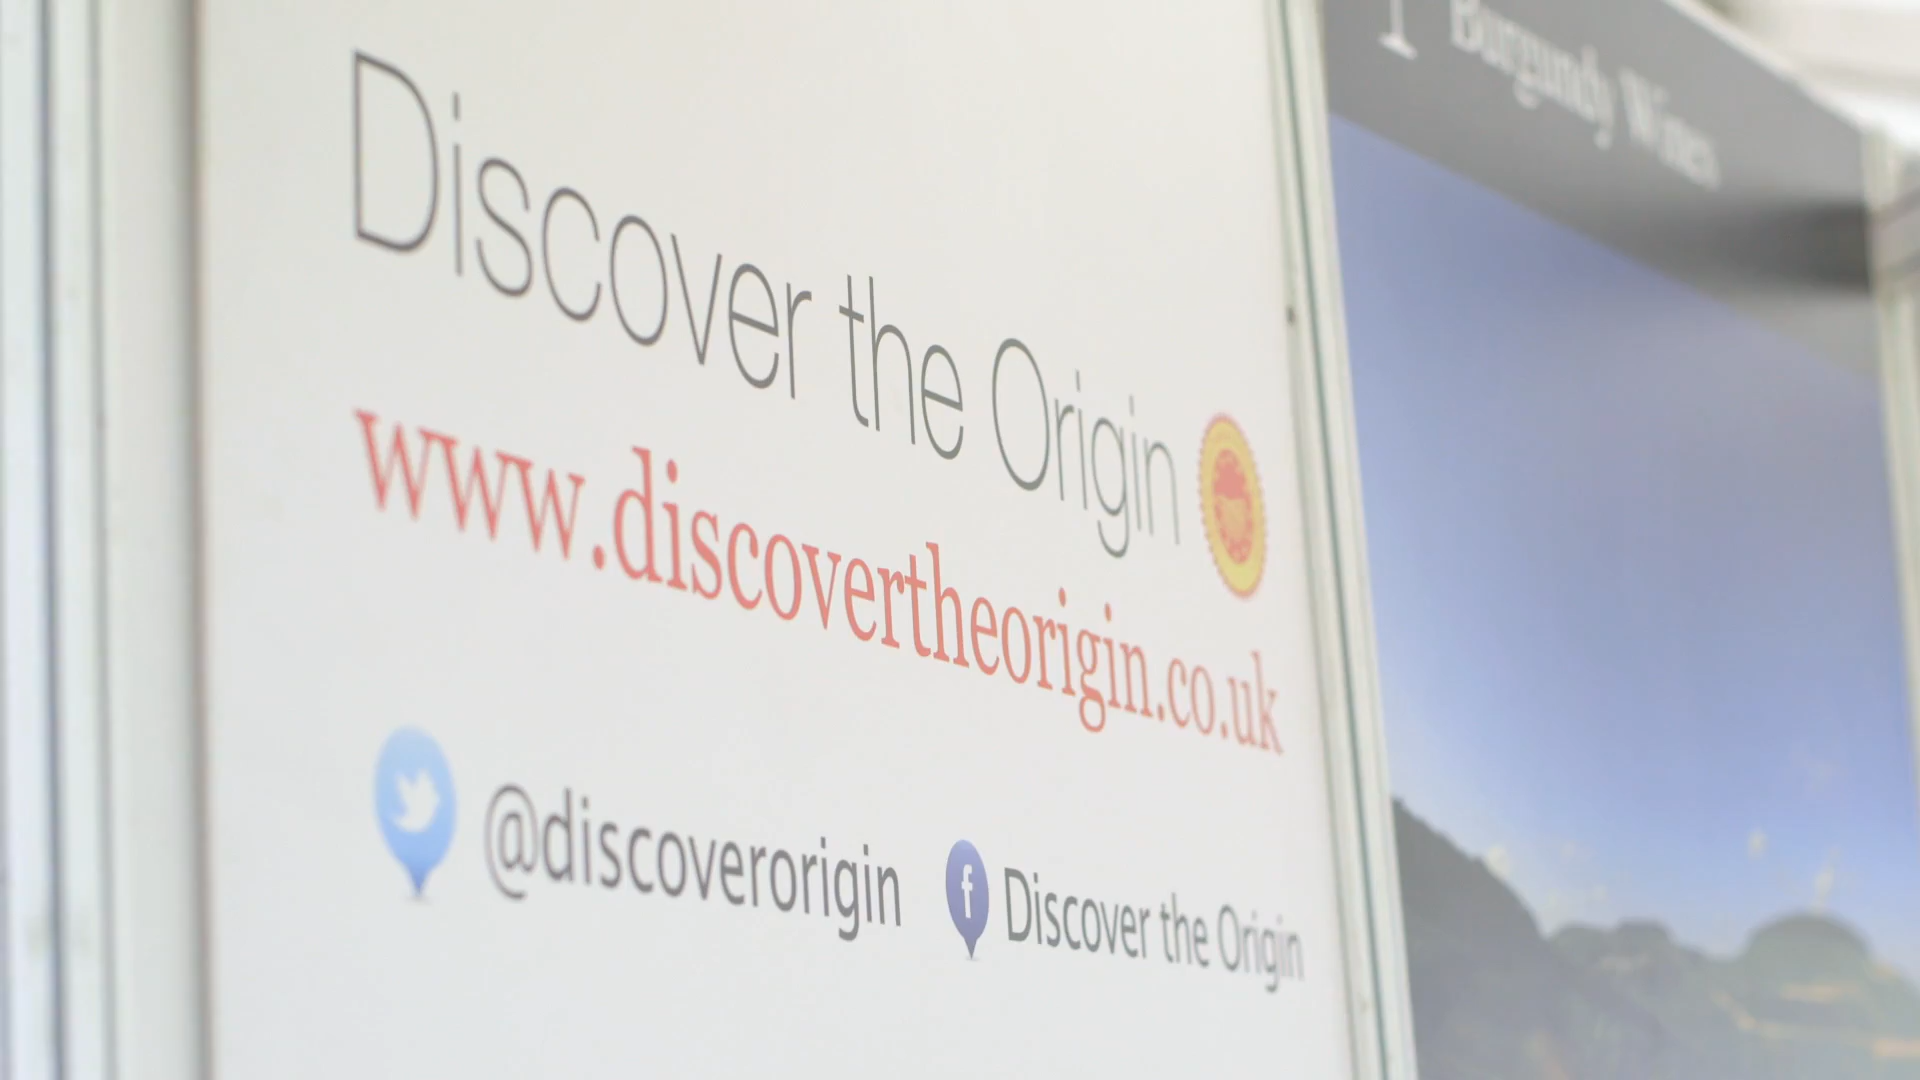 Discover the Origin
www.discovertheorigin.co.uk
@discoverorigin
Discover the Origin
Burgundy Wines